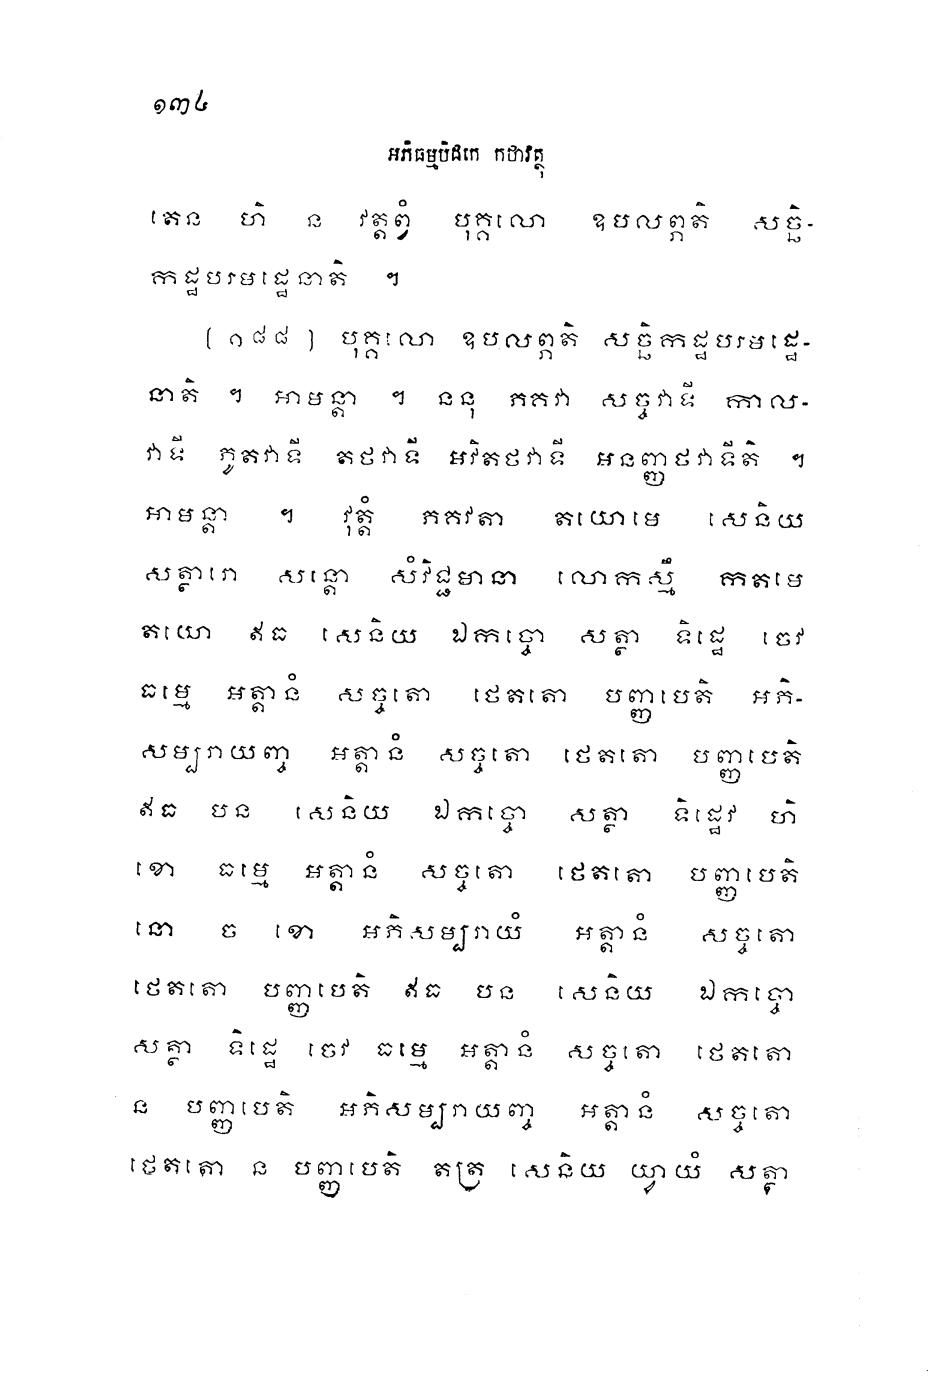 ១៣៤
អភិធម្មបិដកេ កថាវត្ថុ
តេន ហិ ន វត្តព្វំ បុគ្គលោ ឧបលព្ភតិ សច្ឆិ-
កដ្ឋបរមដ្ឋេនាតិ ។
(១៨៨) បុគ្គលោ ឧបលព្ភតិ សច្ឆិកដ្ឋបរមដ្ឋេ-
នាតិ ។ អាមន្តា ។ ននុ ភគវា សច្ចវាទី កាល-
វាទី ភូតវាទី តថវាទី អវិតថវាទី អនញ្ញថវាទីតិ ។
អាមន្តា ។ វុត្តំ ភគវតា តយោមេ សេនិយ
សត្ថារោ សន្តោ សំវិជ្ជមានា លោកស្មឹ កតមេ
តយោ ឥធ សេនិយ ឯកច្ចោ សត្ថា ទិដ្ឋេ ចេវ
ធម្មេ អត្តានំ សច្ចតោ ថេតតោ បញ្ញាបេតិ អភិ-
សម្បរាយញ្ច អត្តានំ សច្ចតោ ថេតតោ បញ្ញាបេតិ
ឥធ បន សេនិយ ឯកច្ចោ សត្ថា ទិដ្ឋេវ ហិ
ខោ ធម្មេ អត្តានំ សច្ចតោ ថេតតោ បញ្ញាបេតិ
នោ ច ខោ អភិសម្បរាយំ អត្តានំ សច្ចតោ
ថេតតោ បញ្ញាបេតិ ឥធ បន សេនិយ ឯកច្ចោ
សត្ថា ទិដ្ឋេ ចេវ ធម្មេ អត្តានំ សច្ចតោ ថេតតោ
ន បញ្ញាបេតិ អភិសម្បរាយញ្ច អត្តានំ សច្ចតោ
ថេតតោ ន បញ្ញាបេតិ តត្រ សេនិយ យ្វាយំ សត្ថា